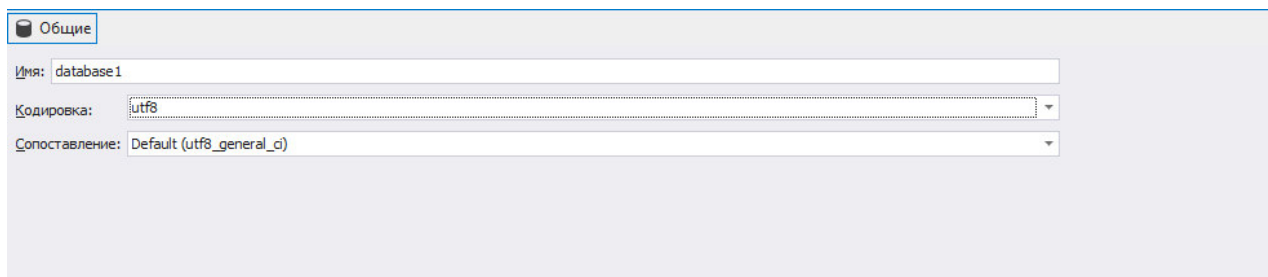 Общие
Имя: database1
Кодировка: utf8
Сопоставление: Default (utf8_general_ci)